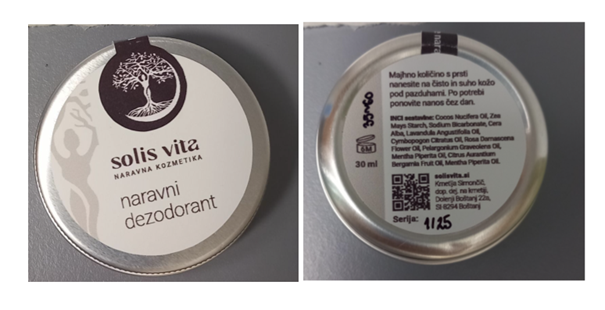 solis vita
NARAVNA KOZMETIKA
naravni
dezodorant
Majhno količino s prsti
nanesite na čisto in suho kožo
pod pazduhami. Po potrebi
ponovite nanos čez dan.
INCI sestavine: Cocos Nucifera Oil, Zea
Mays Starch, Sodium Bicarbonate, Cera
Alba, Lavandula Angustifolia Oil,
Cymbopogon Citratus Oil, Rosa Damascena
Flower Oil, Pelargonium Graveolens Oil,
Mentha Piperita Oil, Citrus Aurantium
Bergamia Fruit Oil, Mentha Piperita Oil.
6M
30 ml
solisvita.si
Kmetija Simončič,
dop. dej. na kmetiji,
Dolenji Boštanj 22a,
SI-8294 Boštanj
Serija: 1/25